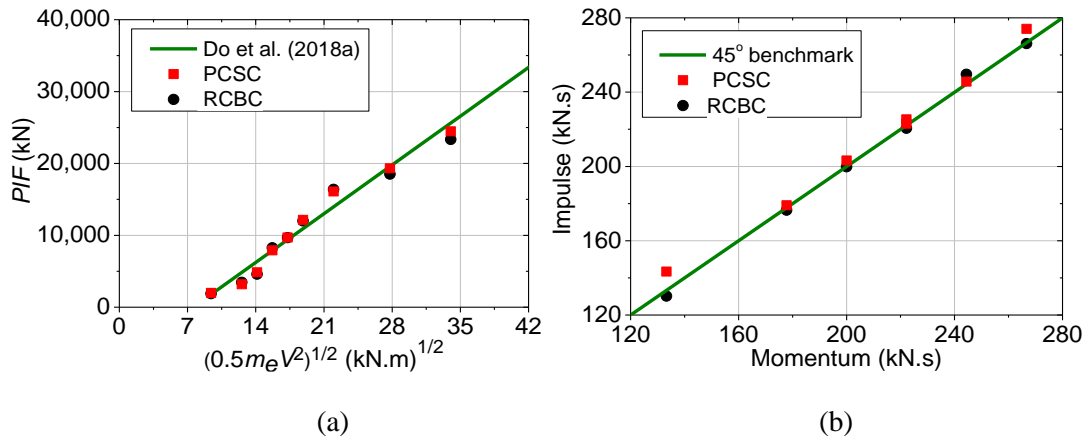 40,000
30,000
20,000
10,000
0
PIF (kN)
Do et al. (2018a)
PCSC
RCBC
0 7 14 21 28 35 42
(0.5mₑV²)^1/2 (kN.m)^1/2
(a)
280
240
200
160
120
Impulse (kN.s)
45° benchmark
PCSC
RCBC
120 160 200 240 280
Momentum (kN.s)
(b)